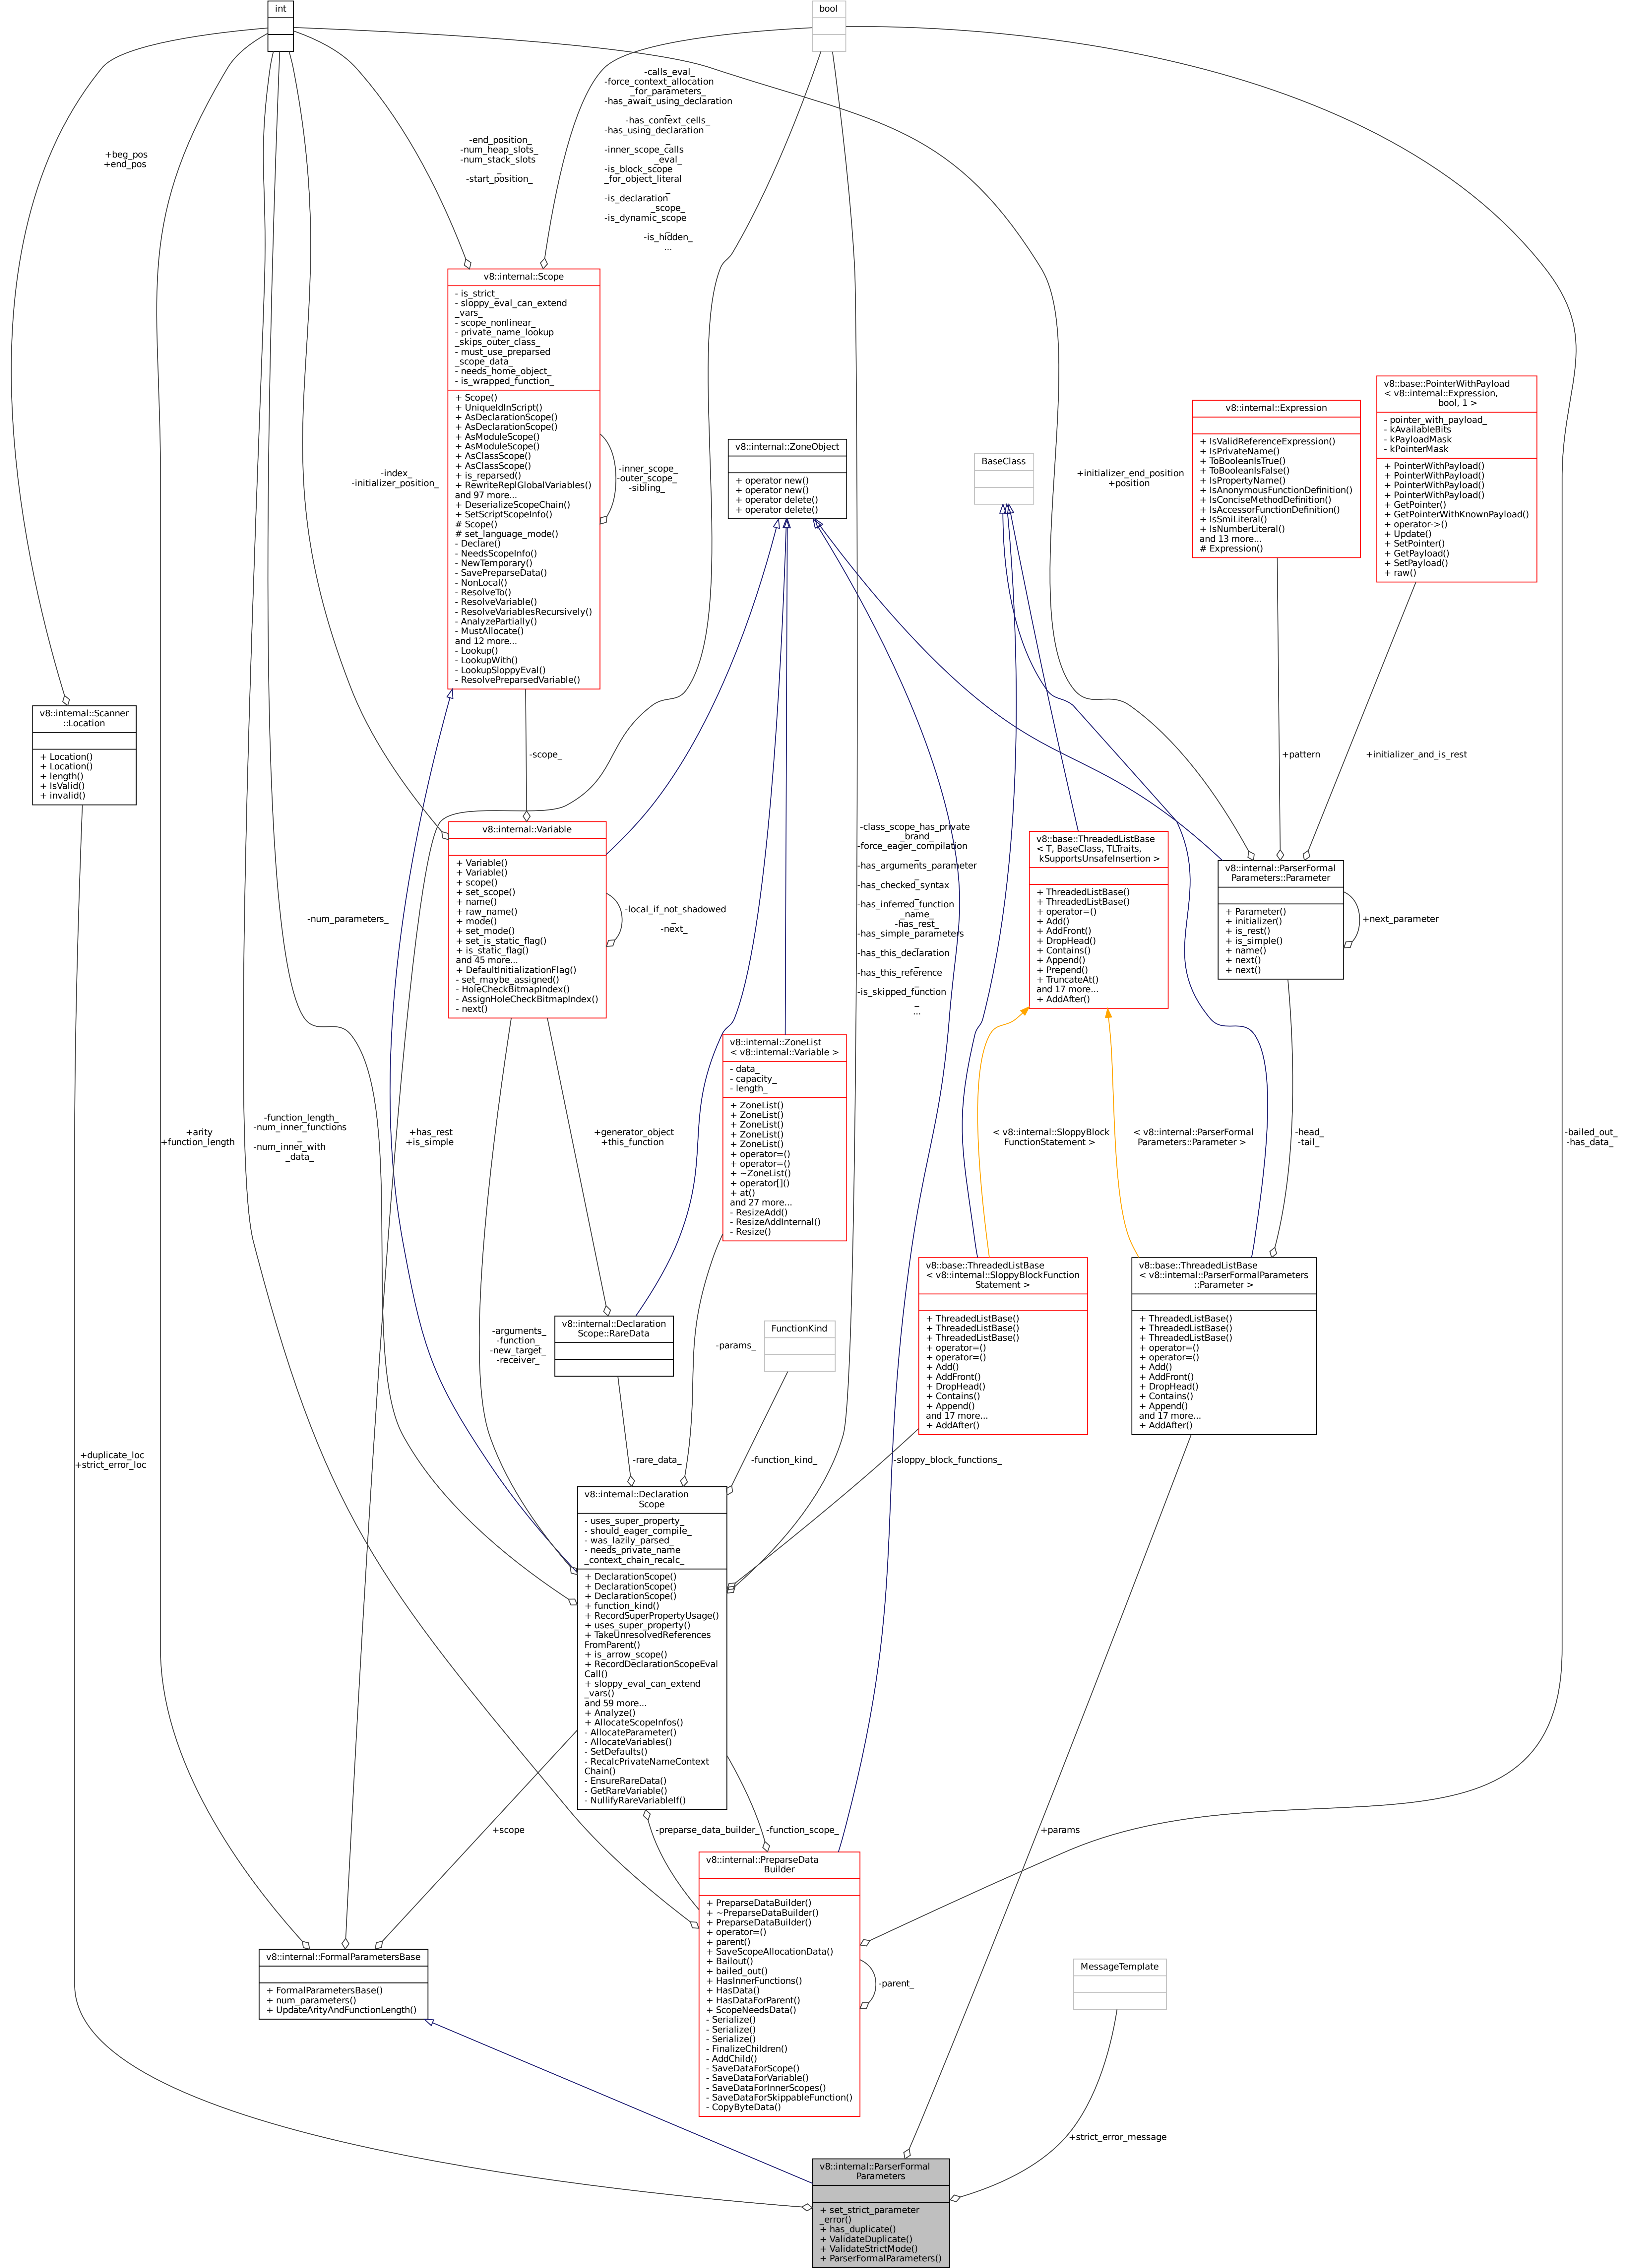 int
bool
-calls_eval_
-force_context_allocation
_for_parameters_
-has_await_using_declaration
_
-has_context_cells_
-has_using_declaration
_
-inner_scope_calls
_eval_
-is_block_scope
_for_object_literal
_
-is_declaration
_scope_
-is_dynamic_scope
_
-is_hidden_
...
+beg_pos
+end_pos
-end_position_
-num_heap_slots_
-num_stack_slots
_
-start_position_
v8::internal::Scope
- is_strict_
- sloppy_eval_can_extend
_vars_
- scope_nonlinear_
- private_name_lookup
_skips_outer_class_
- must_use_preparsed
_scope_data_
- needs_home_object_
- is_wrapped_function_
+ Scope()
+ UniqueIdInScript()
+ AsDeclarationScope()
+ AsDeclarationScope()
+ AsModuleScope()
+ AsModuleScope()
+ AsClassScope()
+ AsClassScope()
+ is_reparsed()
+ RewriteReplGlobalVariables()
and 97 more...
+ DeserializeScopeChain()
+ SetScriptScopeInfo()
# Scope()
# set_language_mode()
- Declare()
- NeedsScopeInfo()
- NewTemporary()
- SavePreparseData()
- NonLocal()
- ResolveTo()
- ResolveVariable()
- ResolveVariablesRecursively()
- AnalyzePartially()
- MustAllocate()
and 12 more...
- Lookup()
- LookupWith()
- LookupSloppyEval()
- ResolvePreparsedVariable()
-inner_scope_
-outer_scope_
-sibling_
-index_
-initializer_position_
v8::internal::ZoneObject
+ operator new()
+ operator new()
+ operator delete()
+ operator delete()
BaseClass
+initializer_end_position
+position
v8::internal::Expression
+ IsValidReferenceExpression()
+ IsPrivateName()
+ ToBooleanIsTrue()
+ ToBooleanIsFalse()
+ IsPropertyName()
+ IsAnonymousFunctionDefinition()
+ IsConciseMethodDefinition()
+ IsAccessorFunctionDefinition()
+ IsSmiLiteral()
+ IsNumberLiteral()
and 13 more...
# Expression()
v8::base::PointerWithPayload
< v8::internal::Expression,
bool, 1 >
- pointer_with_payload_
- kAvailableBits
- kPayloadMask
- kPointerMask
+ PointerWithPayload()
+ PointerWithPayload()
+ PointerWithPayload()
+ PointerWithPayload()
+ GetPointer()
+ GetPointerWithKnownPayload()
+ operator->()
+ Update()
+ SetPointer()
+ GetPayload()
+ SetPayload()
+ raw()
v8::internal::Scanner
::Location
+ Location()
+ Location()
+ length()
+ IsValid()
+ invalid()
-scope_
+pattern
+initializer_and_is_rest
v8::internal::Variable
+ Variable()
+ Variable()
+ scope()
+ set_scope()
+ name()
+ raw_name()
+ mode()
+ set_mode()
+ set_is_static_flag()
+ is_static_flag()
and 45 more...
+ DefaultInitializationFlag()
- set_maybe_assigned()
- HoleCheckBitmapIndex()
- AssignHoleCheckBitmapIndex()
- next()
-local_if_not_shadowed
_
-next_
-class_scope_has_private
_brand_
-force_eager_compilation
_
-has_arguments_parameter
_
-has_checked_syntax
_
-has_inferred_function
_name_
-has_rest_
-has_simple_parameters
_
-has_this_declaration
_
-has_this_reference
_
-is_skipped_function
_
...
v8::base::ThreadedListBase
< T, BaseClass, TLTraits,
kSupportsUnsafeInsertion >
+ ThreadedListBase()
+ ThreadedListBase()
+ operator=()
+ Add()
+ AddFront()
+ DropHead()
+ Contains()
+ Append()
+ Prepend()
+ TruncateAt()
and 17 more...
+ AddAfter()
v8::internal::ParserFormal
Parameters::Parameter
+ Parameter()
+ initializer()
+ is_rest()
+ is_simple()
+ name()
+ next()
+ next()
+next_parameter
-num_parameters_
v8::internal::ZoneList
< v8::internal::Variable >
- data_
- capacity_
- length_
+ ZoneList()
+ ZoneList()
+ ZoneList()
+ ZoneList()
+ ZoneList()
+ operator=()
+ operator=()
+ ~ZoneList()
+ operator[]()
+ at()
and 27 more...
- ResizeAdd()
- ResizeAddInternal()
- Resize()
+arity
+function_length
-function_length_
-num_inner_functions
_
-num_inner_with
_data_
+has_rest
+is_simple
+generator_object
+this_function
< v8::internal::SloppyBlock
FunctionStatement >
< v8::internal::ParserFormal
Parameters::Parameter >
-head_
-tail_
-bailed_out_
-has_data_
v8::base::ThreadedListBase
< v8::internal::SloppyBlockFunction
Statement >
+ ThreadedListBase()
+ ThreadedListBase()
+ ThreadedListBase()
+ operator=()
+ operator=()
+ Add()
+ AddFront()
+ DropHead()
+ Contains()
+ Append()
and 17 more...
+ AddAfter()
v8::base::ThreadedListBase
< v8::internal::ParserFormalParameters
::Parameter >
+ ThreadedListBase()
+ ThreadedListBase()
+ ThreadedListBase()
+ operator=()
+ operator=()
+ Add()
+ AddFront()
+ DropHead()
+ Contains()
+ Append()
and 17 more...
+ AddAfter()
-arguments_
-function_
-new_target_
-receiver_
v8::internal::Declaration
Scope::RareData
-params_
FunctionKind
+duplicate_loc
+strict_error_loc
-rare_data_
-function_kind_
-sloppy_block_functions_
v8::internal::Declaration
Scope
- uses_super_property_
- should_eager_compile_
- was_lazily_parsed_
- needs_private_name
_context_chain_recalc_
+ DeclarationScope()
+ DeclarationScope()
+ DeclarationScope()
+ function_kind()
+ RecordSuperPropertyUsage()
+ uses_super_property()
+ TakeUnresolvedReferences
FromParent()
+ is_arrow_scope()
+ RecordDeclarationScopeEval
Call()
+ sloppy_eval_can_extend
_vars()
and 59 more...
+ Analyze()
+ AllocateScopeInfos()
- AllocateParameter()
- AllocateVariables()
- SetDefaults()
- RecalcPrivateNameContext
Chain()
- EnsureRareData()
- GetRareVariable()
- NullifyRareVariableIf()
+scope
-preparse_data_builder_
-function_scope_
+params
v8::internal::PreparseData
Builder
+ PreparseDataBuilder()
+ ~PreparseDataBuilder()
+ PreparseDataBuilder()
+ operator=()
+ parent()
+ SaveScopeAllocationData()
+ Bailout()
+ bailed_out()
+ HasInnerFunctions()
+ HasData()
+ HasDataForParent()
+ ScopeNeedsData()
- Serialize()
- Serialize()
- Serialize()
- FinalizeChildren()
- AddChild()
- SaveDataForScope()
- SaveDataForVariable()
- SaveDataForInnerScopes()
- SaveDataForSkippableFunction()
- CopyByteData()
-parent_
v8::internal::FormalParametersBase
+ FormalParametersBase()
+ num_parameters()
+ UpdateArityAndFunctionLength()
MessageTemplate
+strict_error_message
v8::internal::ParserFormal
Parameters
+ set_strict_parameter
_error()
+ has_duplicate()
+ ValidateDuplicate()
+ ValidateStrictMode()
+ ParserFormalParameters()